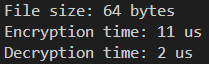 File size: 64 bytes
Encryption time: 11 us
Decryption time: 2 us